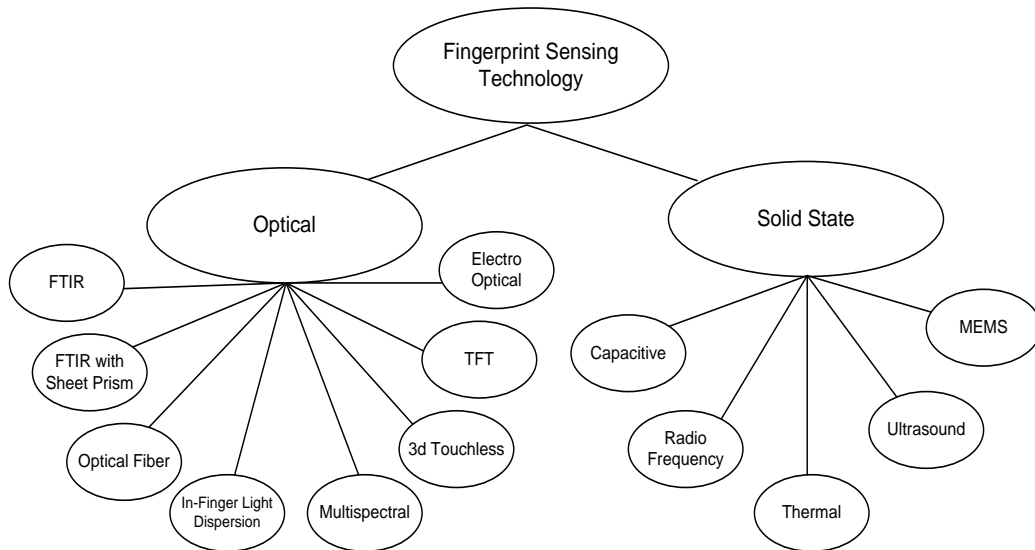 Fingerprint Sensing
Technology
Optical
Solid State
FTIR
Electro
Optical
FTIR with
Sheet Prism
TFT
Optical Fiber
3d Touchless
In-Finger Light
Dispersion
Multispectral
Capacitive
MEMS
Radio
Frequency
Ultrasound
Thermal